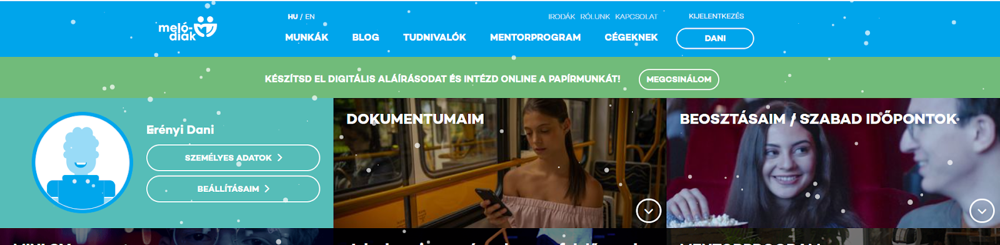 meló-
diák
HU / EN
IRODÁK RÓLUNK KAPCSOLAT
KIJELENTKEZÉS
MUNKÁK BLOG TUDNIVALÓK MENTORPROGRAM CÉGEKNEK
DANI
KÉSZÍTSD EL DIGITÁLIS ALÁÍRÁSODAT ÉS INTÉZD ONLINE A PAPÍRMUNKÁT!
MEGCSINÁLOM
Erényi Dani
SZEMÉLYES ADATOK
BEÁLLÍTÁSAIM
DOKUMENTUMAIM
BEOSZTÁSAIM / SZABAD IDŐPONTOK
MENTORPROGRAM